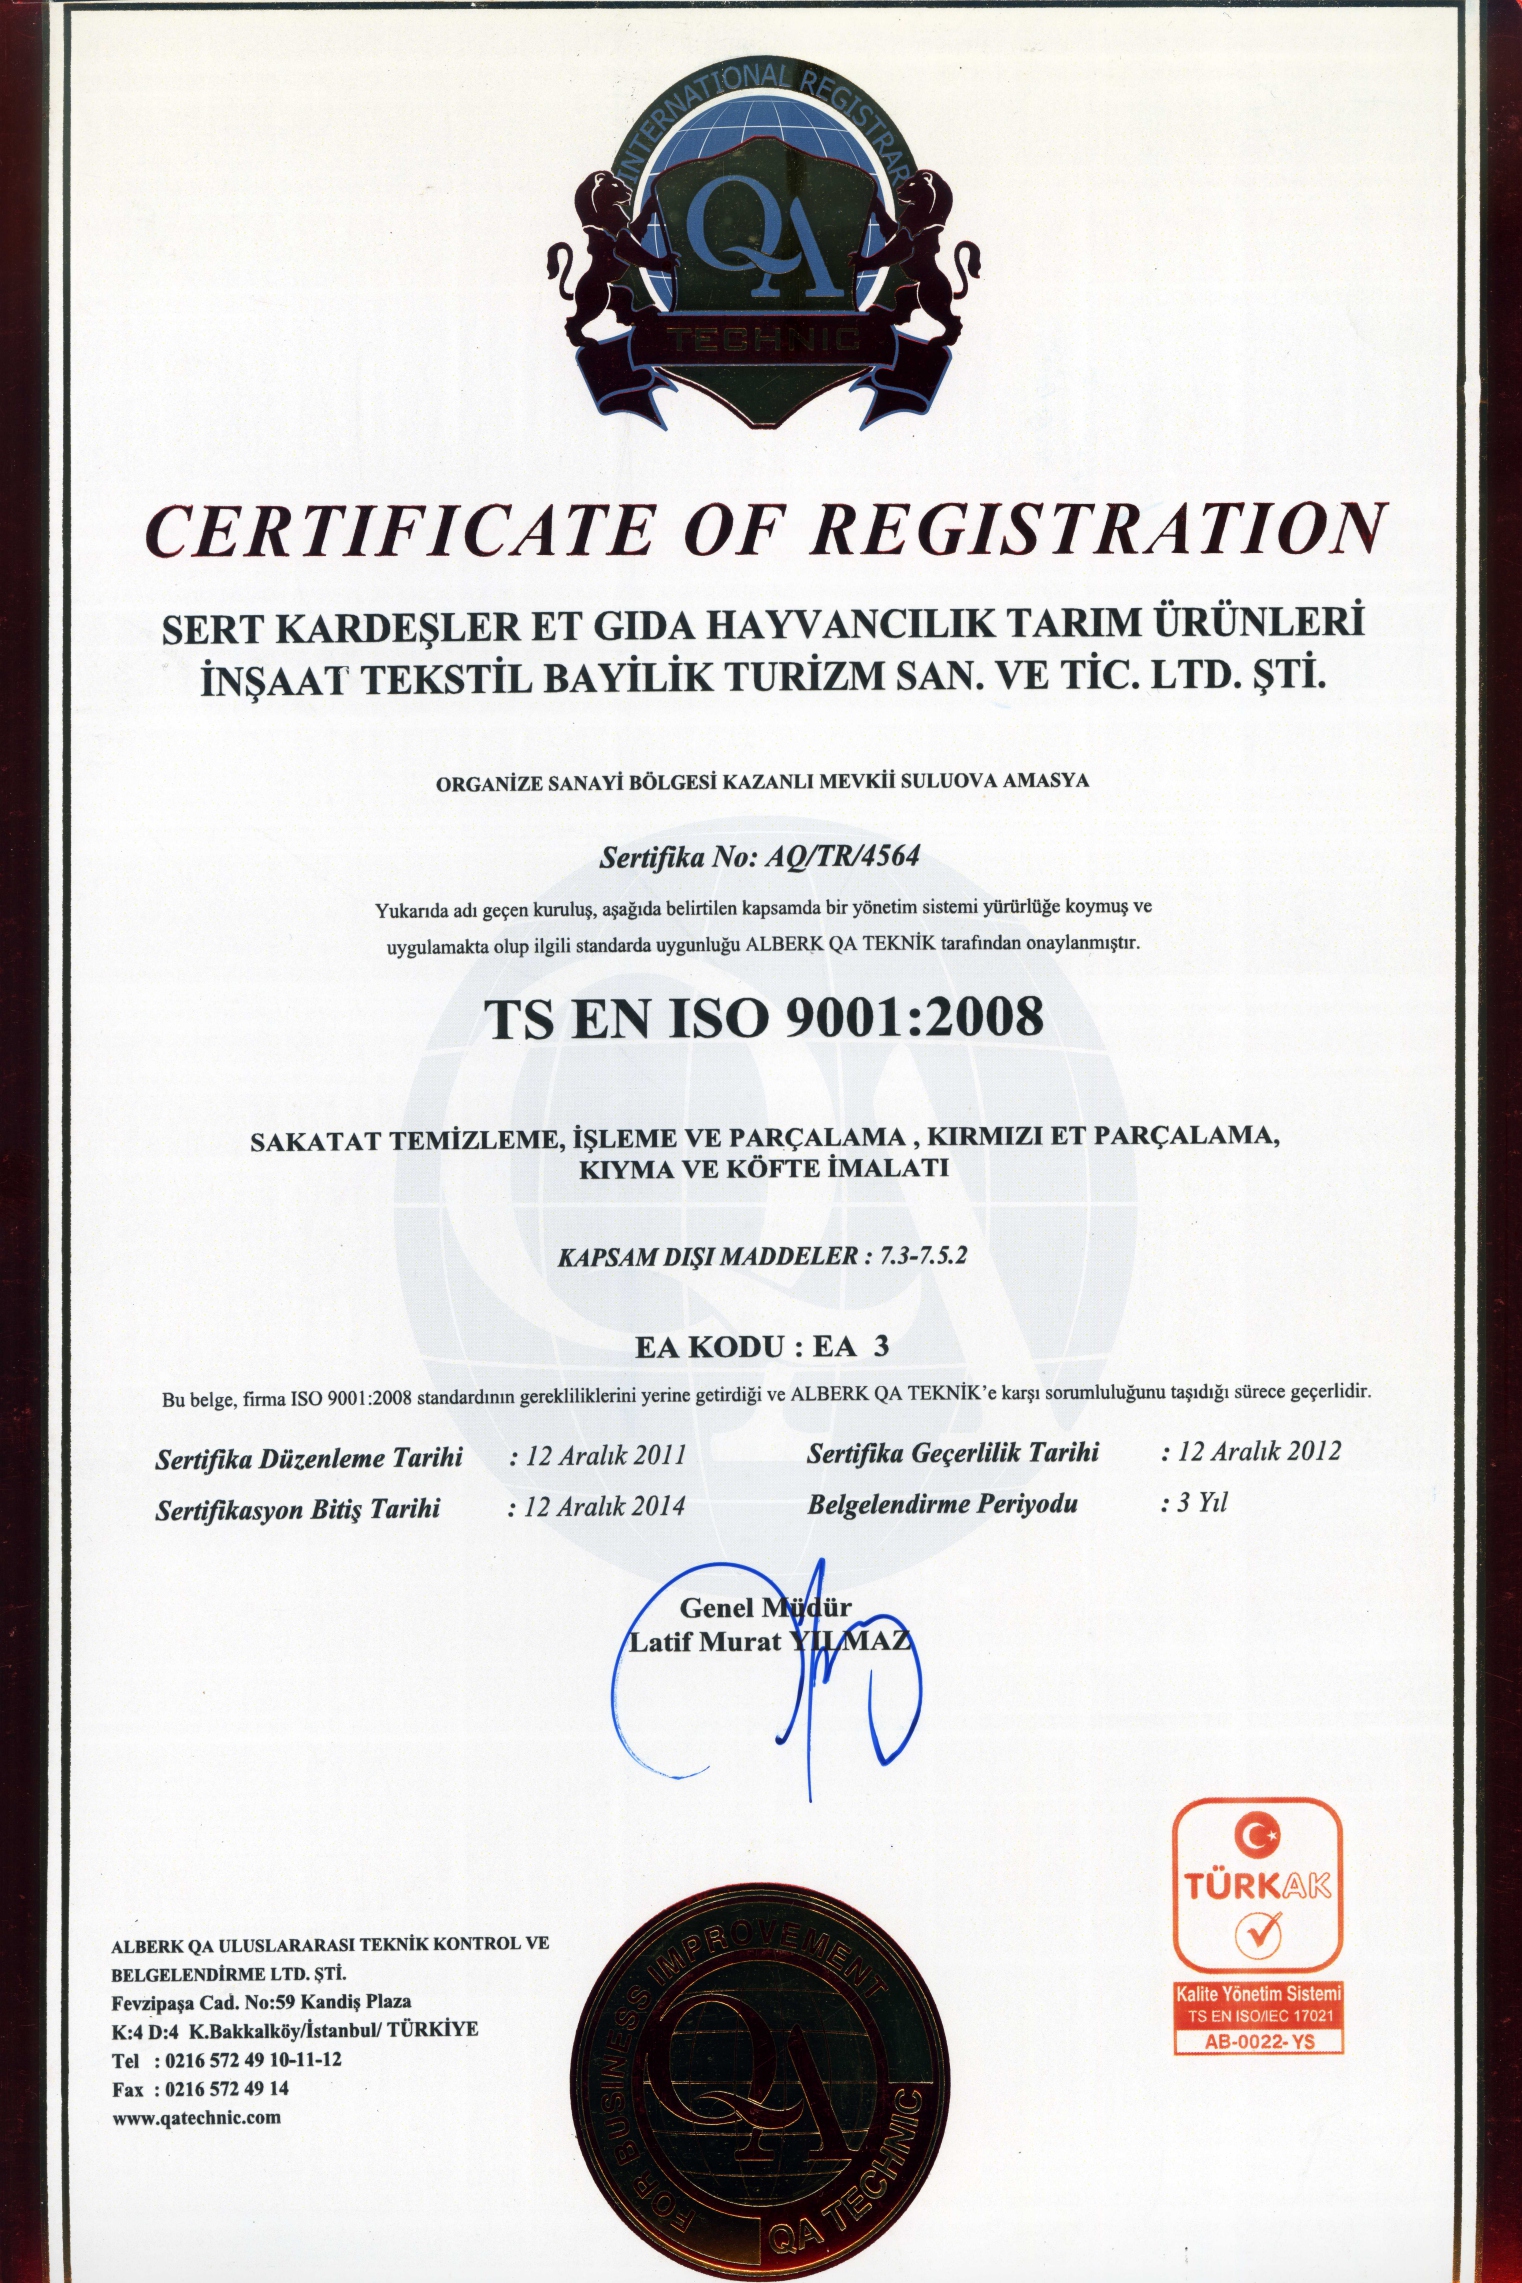 INTERNATIONAL REGISTRAR
QA
TECHNIC
CERTIFICATE OF REGISTRATION
SERT KARDEŞLER ET GIDA HAYVANCILIK TARIM ÜRÜNLERİ
İNŞAAT TEKSTİL BAYİLİK TURİZM SAN. VE TİC. LTD. ŞTİ.
ORGANİZE SANAYİ BÖLGESİ KAZANLI MEVKİİ SULUOVA AMASYA
Sertifika No: AQ/TR/4564
Yukarıda adı geçen kuruluş, aşağıda belirtilen kapsamda bir yönetim sistemi yürürlüğe koymuş ve
uygulamakta olup ilgili standarda uygunluğu ALBERK QA TEKNİK tarafından onaylanmıştır.
TS EN ISO 9001:2008
SAKATAT TEMİZLEME, İŞLEME VE PARÇALAMA , KIRMIZI ET PARÇALAMA,
KIYMA VE KÖFTE İMALATI
KAPSAM DIŞI MADDELER : 7.3-7.5.2
EA KODU : EA 3
Bu belge, firma ISO 9001:2008 standardının gerekliliklerini yerine getirdiği ve ALBERK QA TEKNİK'e karşı sorumluluğunu taşıdığı sürece geçerlidir.
Sertifika Düzenleme Tarihi : 12 Aralık 2011 Sertifika Geçerlilik Tarihi : 12 Aralık 2012
Sertifikasyon Bitiş Tarihi : 12 Aralık 2014 Belgelendirme Periyodu : 3 Yıl
Genel Müdür
Latif Murat YILMAZ
TÜRKAK
Kalite Yönetim Sistemi
TS EN ISO/IEC 17021
AB-0022-YS
ALBERK QA ULUSLARARASI TEKNİK KONTROL VE
BELGELENDİRME LTD. ŞTİ.
Fevzipaşa Cad. No:59 Kandiş Plaza
K:4 D:4 K.Bakkalköy/İstanbul/ TÜRKİYE
Tel : 0216 572 49 10-11-12
Fax : 0216 572 49 14
www.qatechnic.com
FOR BUSINESS IMPROVEMENT
QA
QA TECHNIC